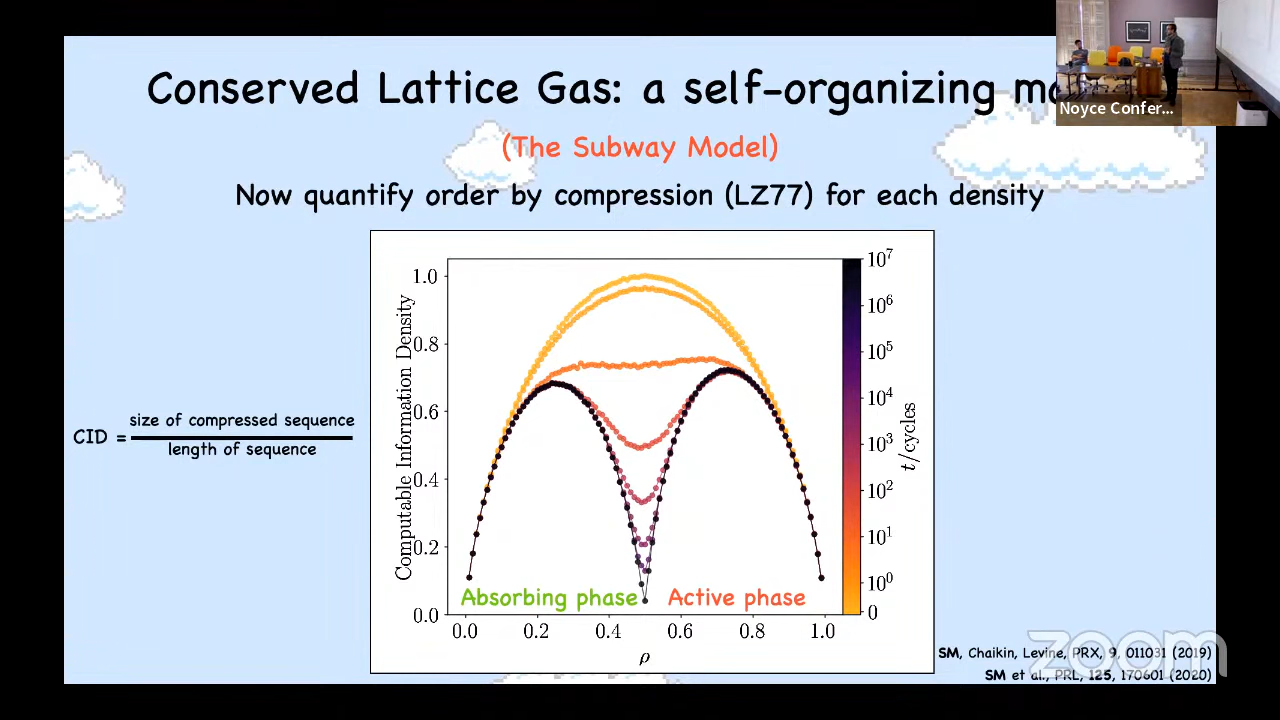 Conserved Lattice Gas: a self-organizing mo
Noyce Confer...
(The Subway Model)
Now quantify order by compression (LZ77) for each density
CID = size of compressed sequence
length of sequence
Computable Information Density
1.0
0.8
0.6
0.4
0.2
0.0
0.0 0.2 0.4 0.6 0.8 1.0
ρ
Absorbing phase
Active phase
10^7
10^6
10^5
10^4
10^3
10^2
10^1
10^0
0
t/cycles
SM, Chaikin, Levine, PRX, 9, 011031 (2019)
SM et al., PRL, 125, 170601 (2020)
zoom